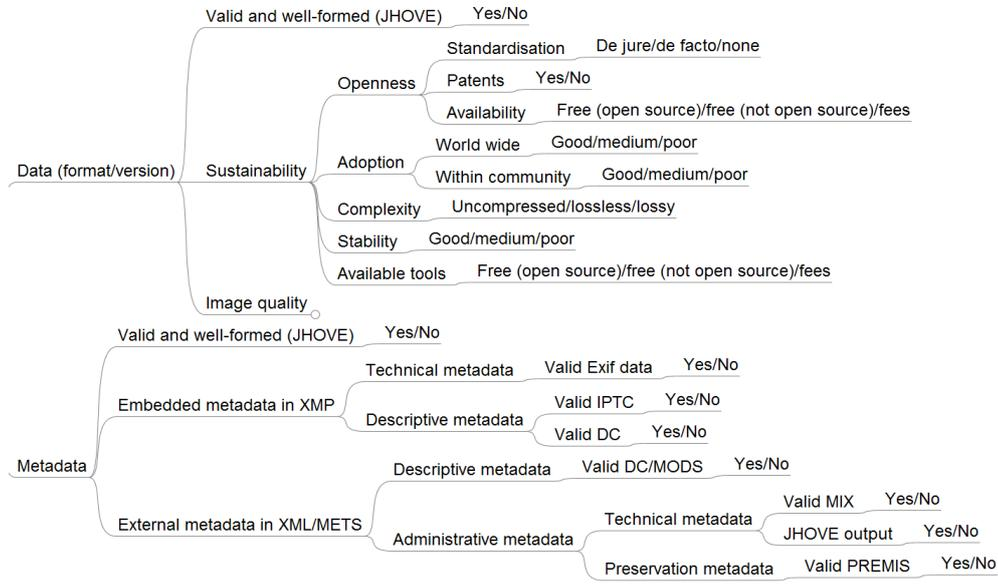 Valid and well-formed (JHOVE) Yes/No
Standardisation De jure/de facto/none
Openness Patents Yes/No
Availability Free (open source)/free (not open source)/fees
World wide Good/medium/poor
Adoption
Data (format/version) Sustainability Within community Good/medium/poor
Complexity Uncompressed/lossless/lossy
Stability Good/medium/poor
Available tools Free (open source)/free (not open source)/fees
Image quality
Valid and well-formed (JHOVE) Yes/No
Technical metadata Valid Exif data Yes/No
Embedded metadata in XMP Valid IPTC Yes/No
Descriptive metadata
Valid DC Yes/No
Metadata
Descriptive metadata Valid DC/MODS Yes/No
Valid MIX Yes/No
External metadata in XML/METS Technical metadata
JHOVE output Yes/No
Administrative metadata
Preservation metadata Valid PREMIS Yes/No